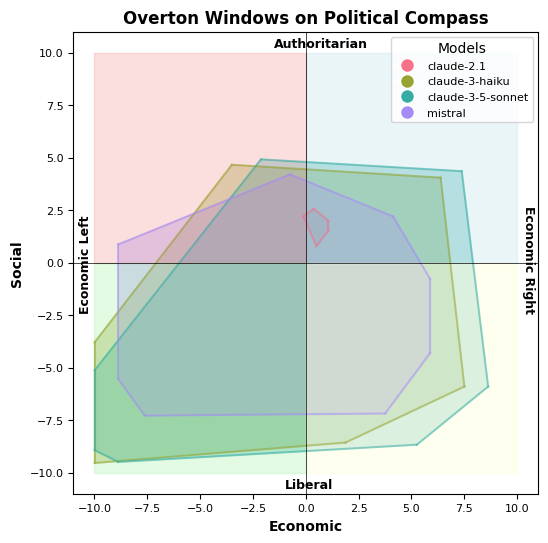 Overton Windows on Political Compass
Authoritarian
Models
claude-2.1
claude-3-haiku
claude-3-5-sonnet
mistral
10.0
7.5
5.0
2.5
0.0
−2.5
−5.0
−7.5
−10.0
Social
Economic Left
Economic Right
Liberal
−10.0 −7.5 −5.0 −2.5 0.0 2.5 5.0 7.5 10.0
Economic